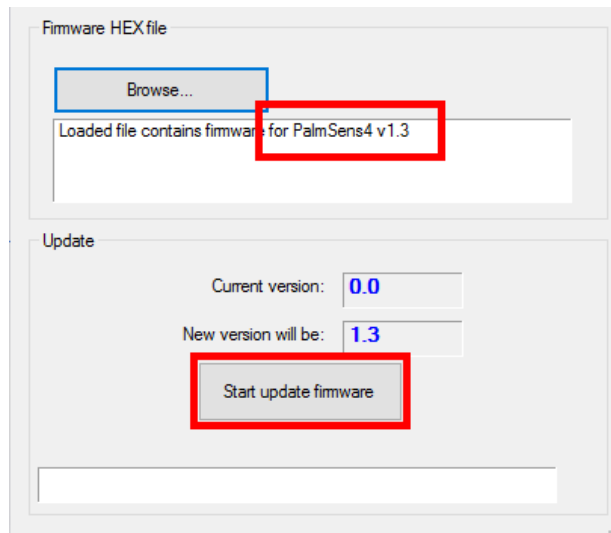 Firmware HEX file
Browse...
Loaded file contains firmware for PalmSens4 v1.3
Update
Current version: 0.0
New version will be: 1.3
Start update firmware